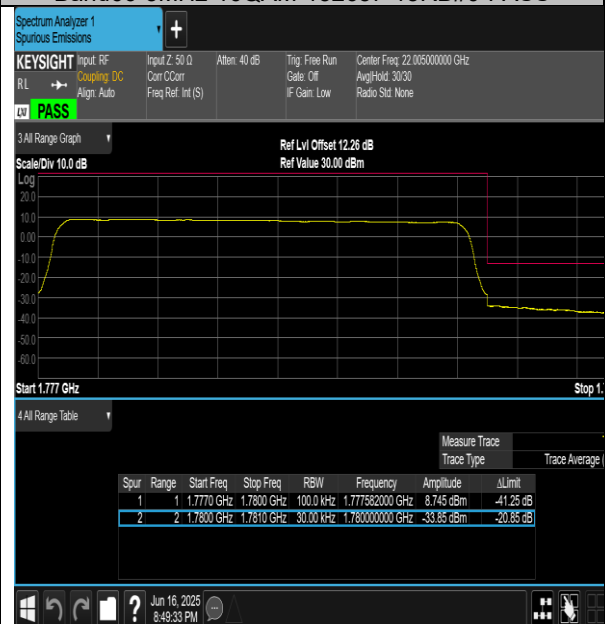 Spectrum Analyzer 1
Spurious Emissions
KEYSIGHT
RL
Input: RF
Coupling: DC
Align: Auto
Input Z: 50 Ω
Corr CCorr
Freq Ref: Int (S)
Atten: 40 dB
Trig: Free Run
Gate: Off
IF Gain: Low
Center Freq: 22.005000000 GHz
Avg|Hold: 30/30
Radio Std: None
LXI PASS
3 All Range Graph
Ref Lvl Offset 12.26 dB
Scale/Div 10.0 dB
Ref Value 30.00 dBm
Log
20.0
10.0
0.00
-10.0
-20.0
-30.0
-40.0
-50.0
-60.0
Start 1.777 GHz
Stop 1.
4 All Range Table
Measure Trace
Trace Type Trace Average (
Spur Range Start Freq Stop Freq RBW Frequency Amplitude ΔLimit
1 1 1.7770 GHz 1.7800 GHz 100.0 kHz 1.777582000 GHz 8.745 dBm -41.25 dB
2 2 1.7800 GHz 1.7810 GHz 30.00 kHz 1.780000000 GHz -33.85 dBm -20.85 dB
?
Jun 16, 2025
8:49:33 PM